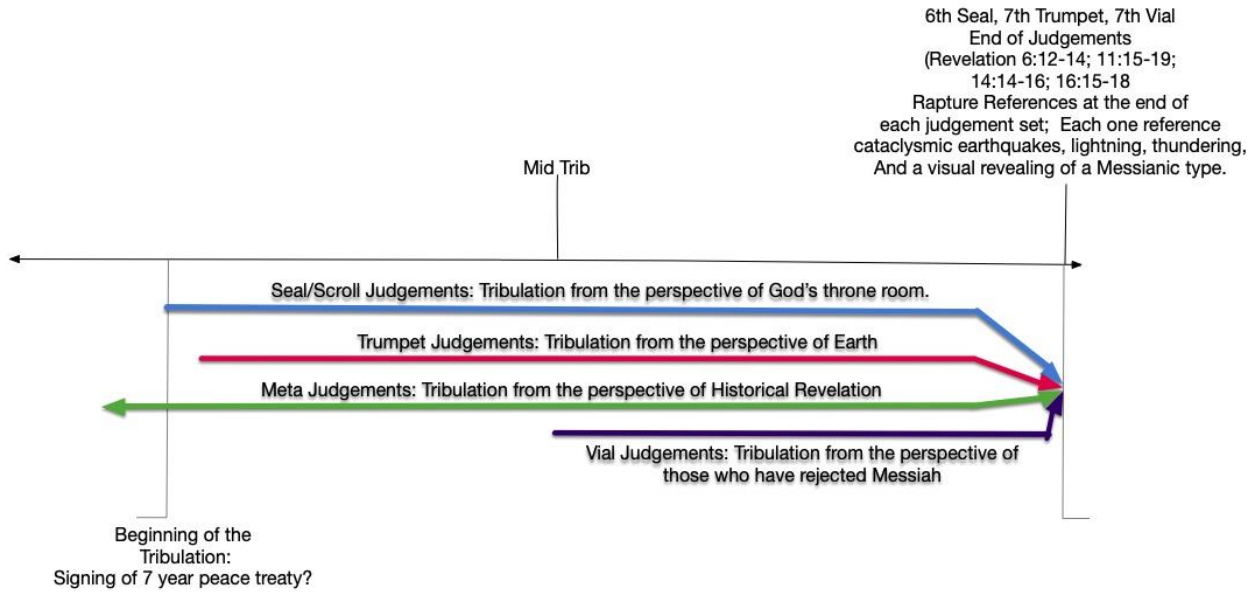 6th Seal, 7th Trumpet, 7th Vial
End of Judgements
(Revelation 6:12-14; 11:15-19;
14:14-16; 16:15-18
Rapture References at the end of
each judgement set;  Each one reference
cataclysmic earthquakes, lightning, thundering,
And a visual revealing of a Messianic type.
Mid Trib
Seal/Scroll Judgements: Tribulation from the perspective of God's throne room.
Trumpet Judgements: Tribulation from the perspective of Earth
Meta Judgements: Tribulation from the perspective of Historical Revelation
Vial Judgements: Tribulation from the perspective of
those who have rejected Messiah
Beginning of the
Tribulation:
Signing of 7 year peace treaty?